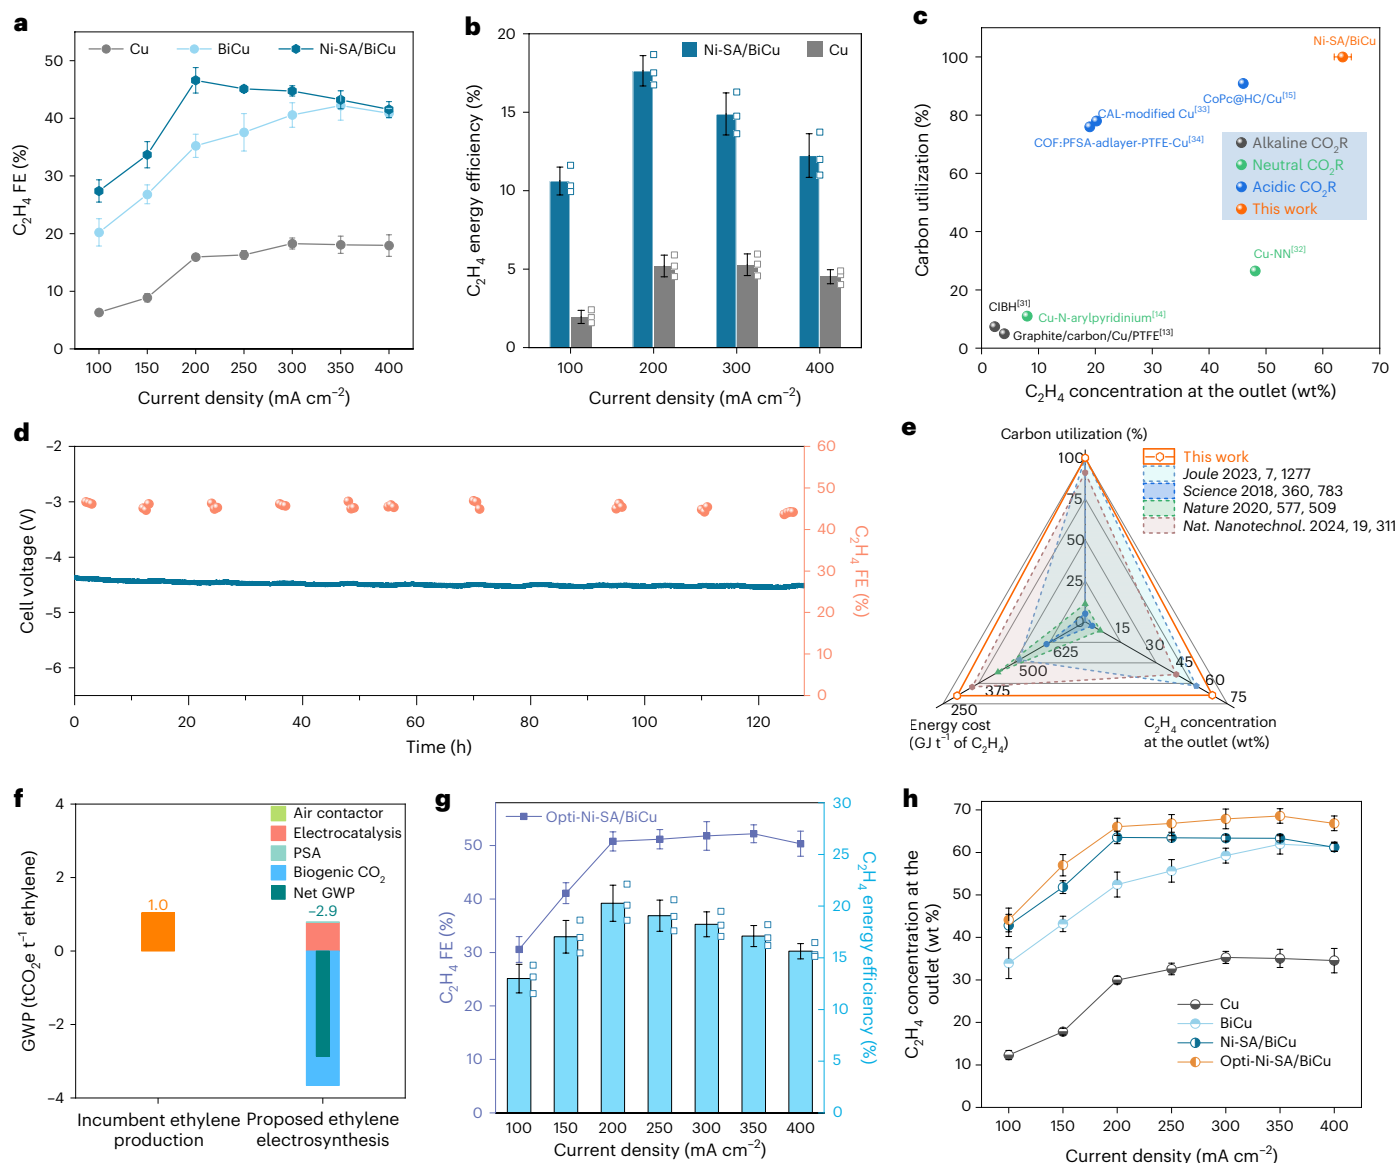 a
Cu
BiCu
Ni-SA/BiCu
C2H4 FE (%)
50
40
30
20
10
0
100 150 200 250 300 350 400
Current density (mA cm−2)
b
Ni-SA/BiCu
Cu
C2H4 energy efficiency (%)
20
15
10
5
0
100 200 300 400
Current density (mA cm−2)
c
Carbon utilization (%)
100
80
60
40
20
0
Ni-SA/BiCu
CoPc@HC/Cu[15]
CAL-modified Cu[33]
COF:PFSA-adlayer-PTFE-Cu[34]
Alkaline CO2R
Neutral CO2R
Acidic CO2R
This work
Cu-NN[32]
CIBH[31]
Cu-N-arylpyridinium[14]
Graphite/carbon/Cu/PTFE[13]
0 10 20 30 40 50 60 70
C2H4 concentration at the outlet (wt%)
d
Cell voltage (V)
−2
−3
−4
−5
−6
60
50
40
30
20
10
0
C2H4 FE (%)
0 20 40 60 80 100 120
Time (h)
e
Carbon utilization (%)
This work
Joule 2023, 7, 1277
Science 2018, 360, 783
Nature 2020, 577, 509
Nat. Nanotechnol. 2024, 19, 311
100
75
50
25
0
15
30
45
60
75
625
500
375
250
Energy cost
(GJ t−1 of C2H4)
C2H4 concentration
at the outlet (wt%)
f
GWP (tCO2e t−1 ethylene)
4
2
0
−2
−4
Air contactor
Electrocatalysis
PSA
Biogenic CO2
Net GWP
1.0
−2.9
Incumbent ethylene
production
Proposed ethylene
electrosynthesis
g
Opti-Ni-SA/BiCu
C2H4 FE (%)
50
40
30
20
10
0
30
25
20
15
10
5
0
C2H4 energy efficiency (%)
100 150 200 250 300 350 400
Current density (mA cm−2)
h
C2H4 concentration at the
outlet (wt %)
70
60
50
40
30
20
10
0
Cu
BiCu
Ni-SA/BiCu
Opti-Ni-SA/BiCu
100 150 200 250 300 350 400
Current density (mA cm−2)